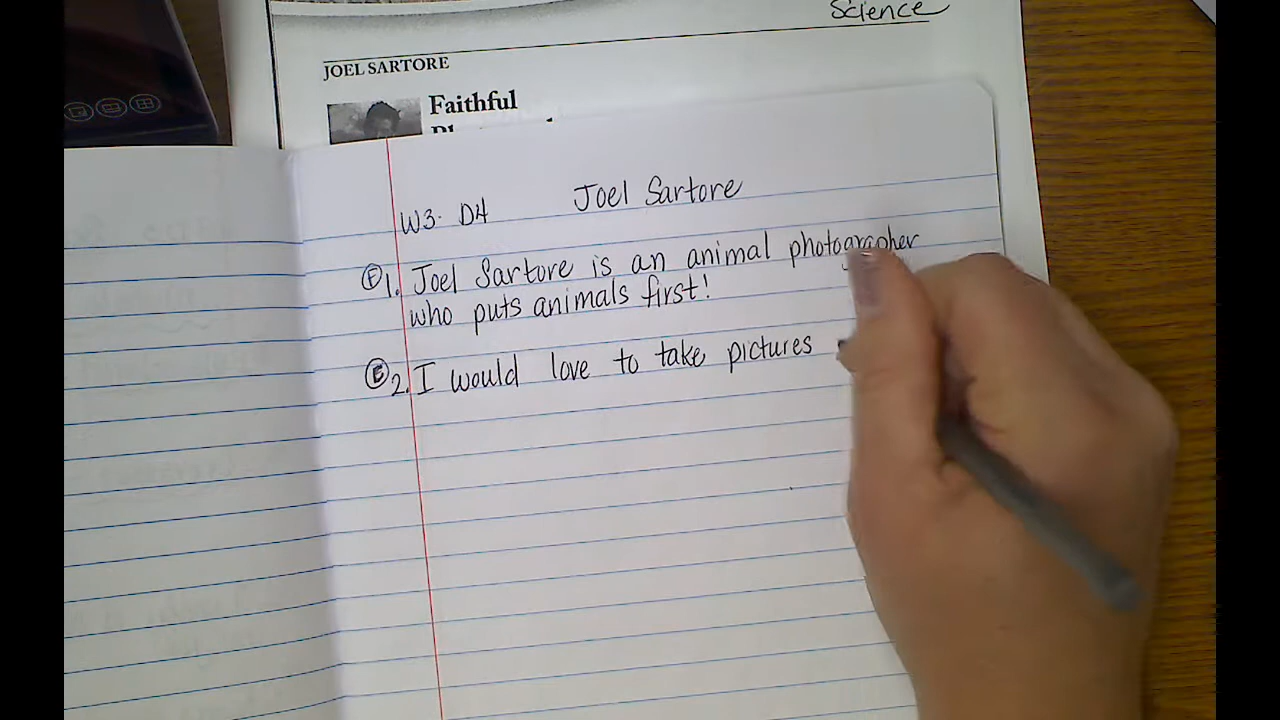 Science
JOEL SARTORE
Faithful
W3. D4 Joel Sartore
Ⓕ 1. Joel Sartore is an animal photographer
who puts animals first!
Ⓔ 2. I would love to take pictures